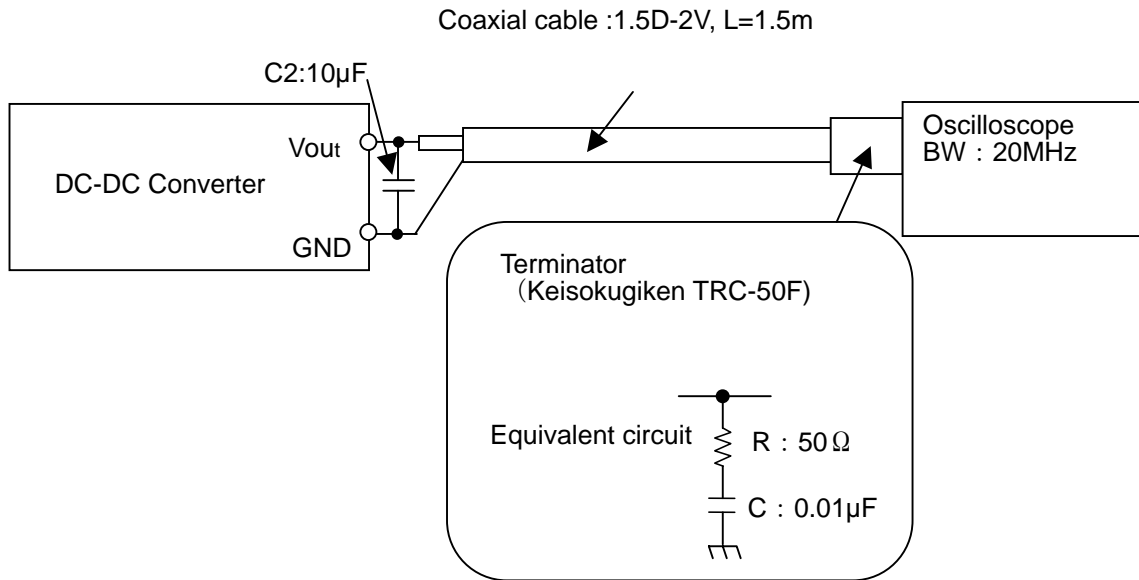 Coaxial cable :1.5D-2V, L=1.5m
C2:10µF
Vout
DC-DC Converter
GND
Oscilloscope
BW：20MHz
Terminator
（Keisokugiken TRC-50F)
Equivalent circuit
R：50Ω
C：0.01µF